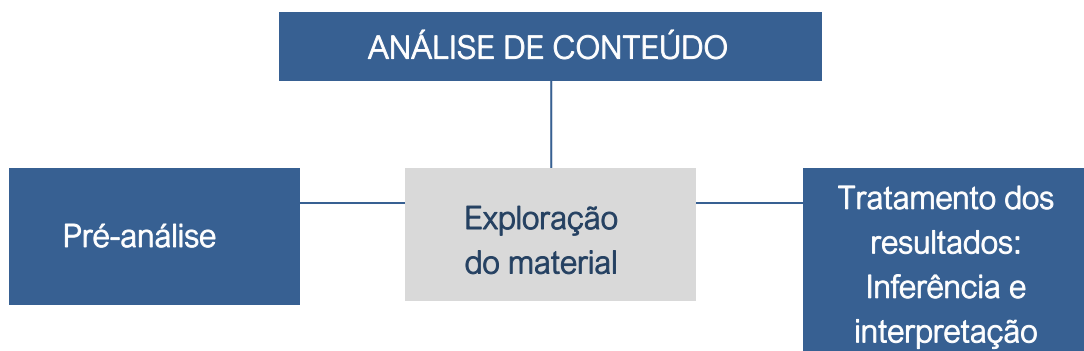 ANÁLISE DE CONTEÚDO
Pré-análise
Exploração
do material
Tratamento dos
resultados:
Inferência e
interpretação